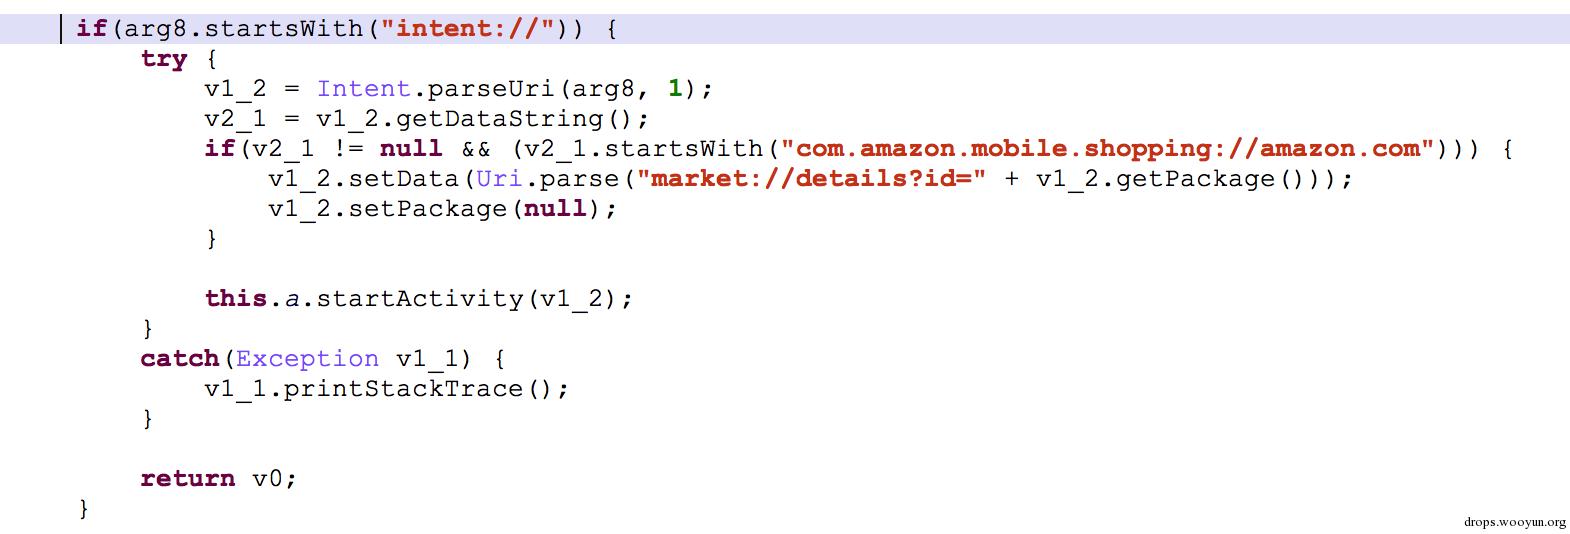 if(arg8.startsWith("intent://")) {
    try {
        v1_2 = Intent.parseUri(arg8, 1);
        v2_1 = v1_2.getDataString();
        if(v2_1 != null && (v2_1.startsWith("com.amazon.mobile.shopping://amazon.com"))) {
            v1_2.setData(Uri.parse("market://details?id=" + v1_2.getPackage()));
            v1_2.setPackage(null);
        }

        this.a.startActivity(v1_2);
    }
    catch(Exception v1_1) {
        v1_1.printStackTrace();
    }

    return v0;
}
drops.wooyun.org